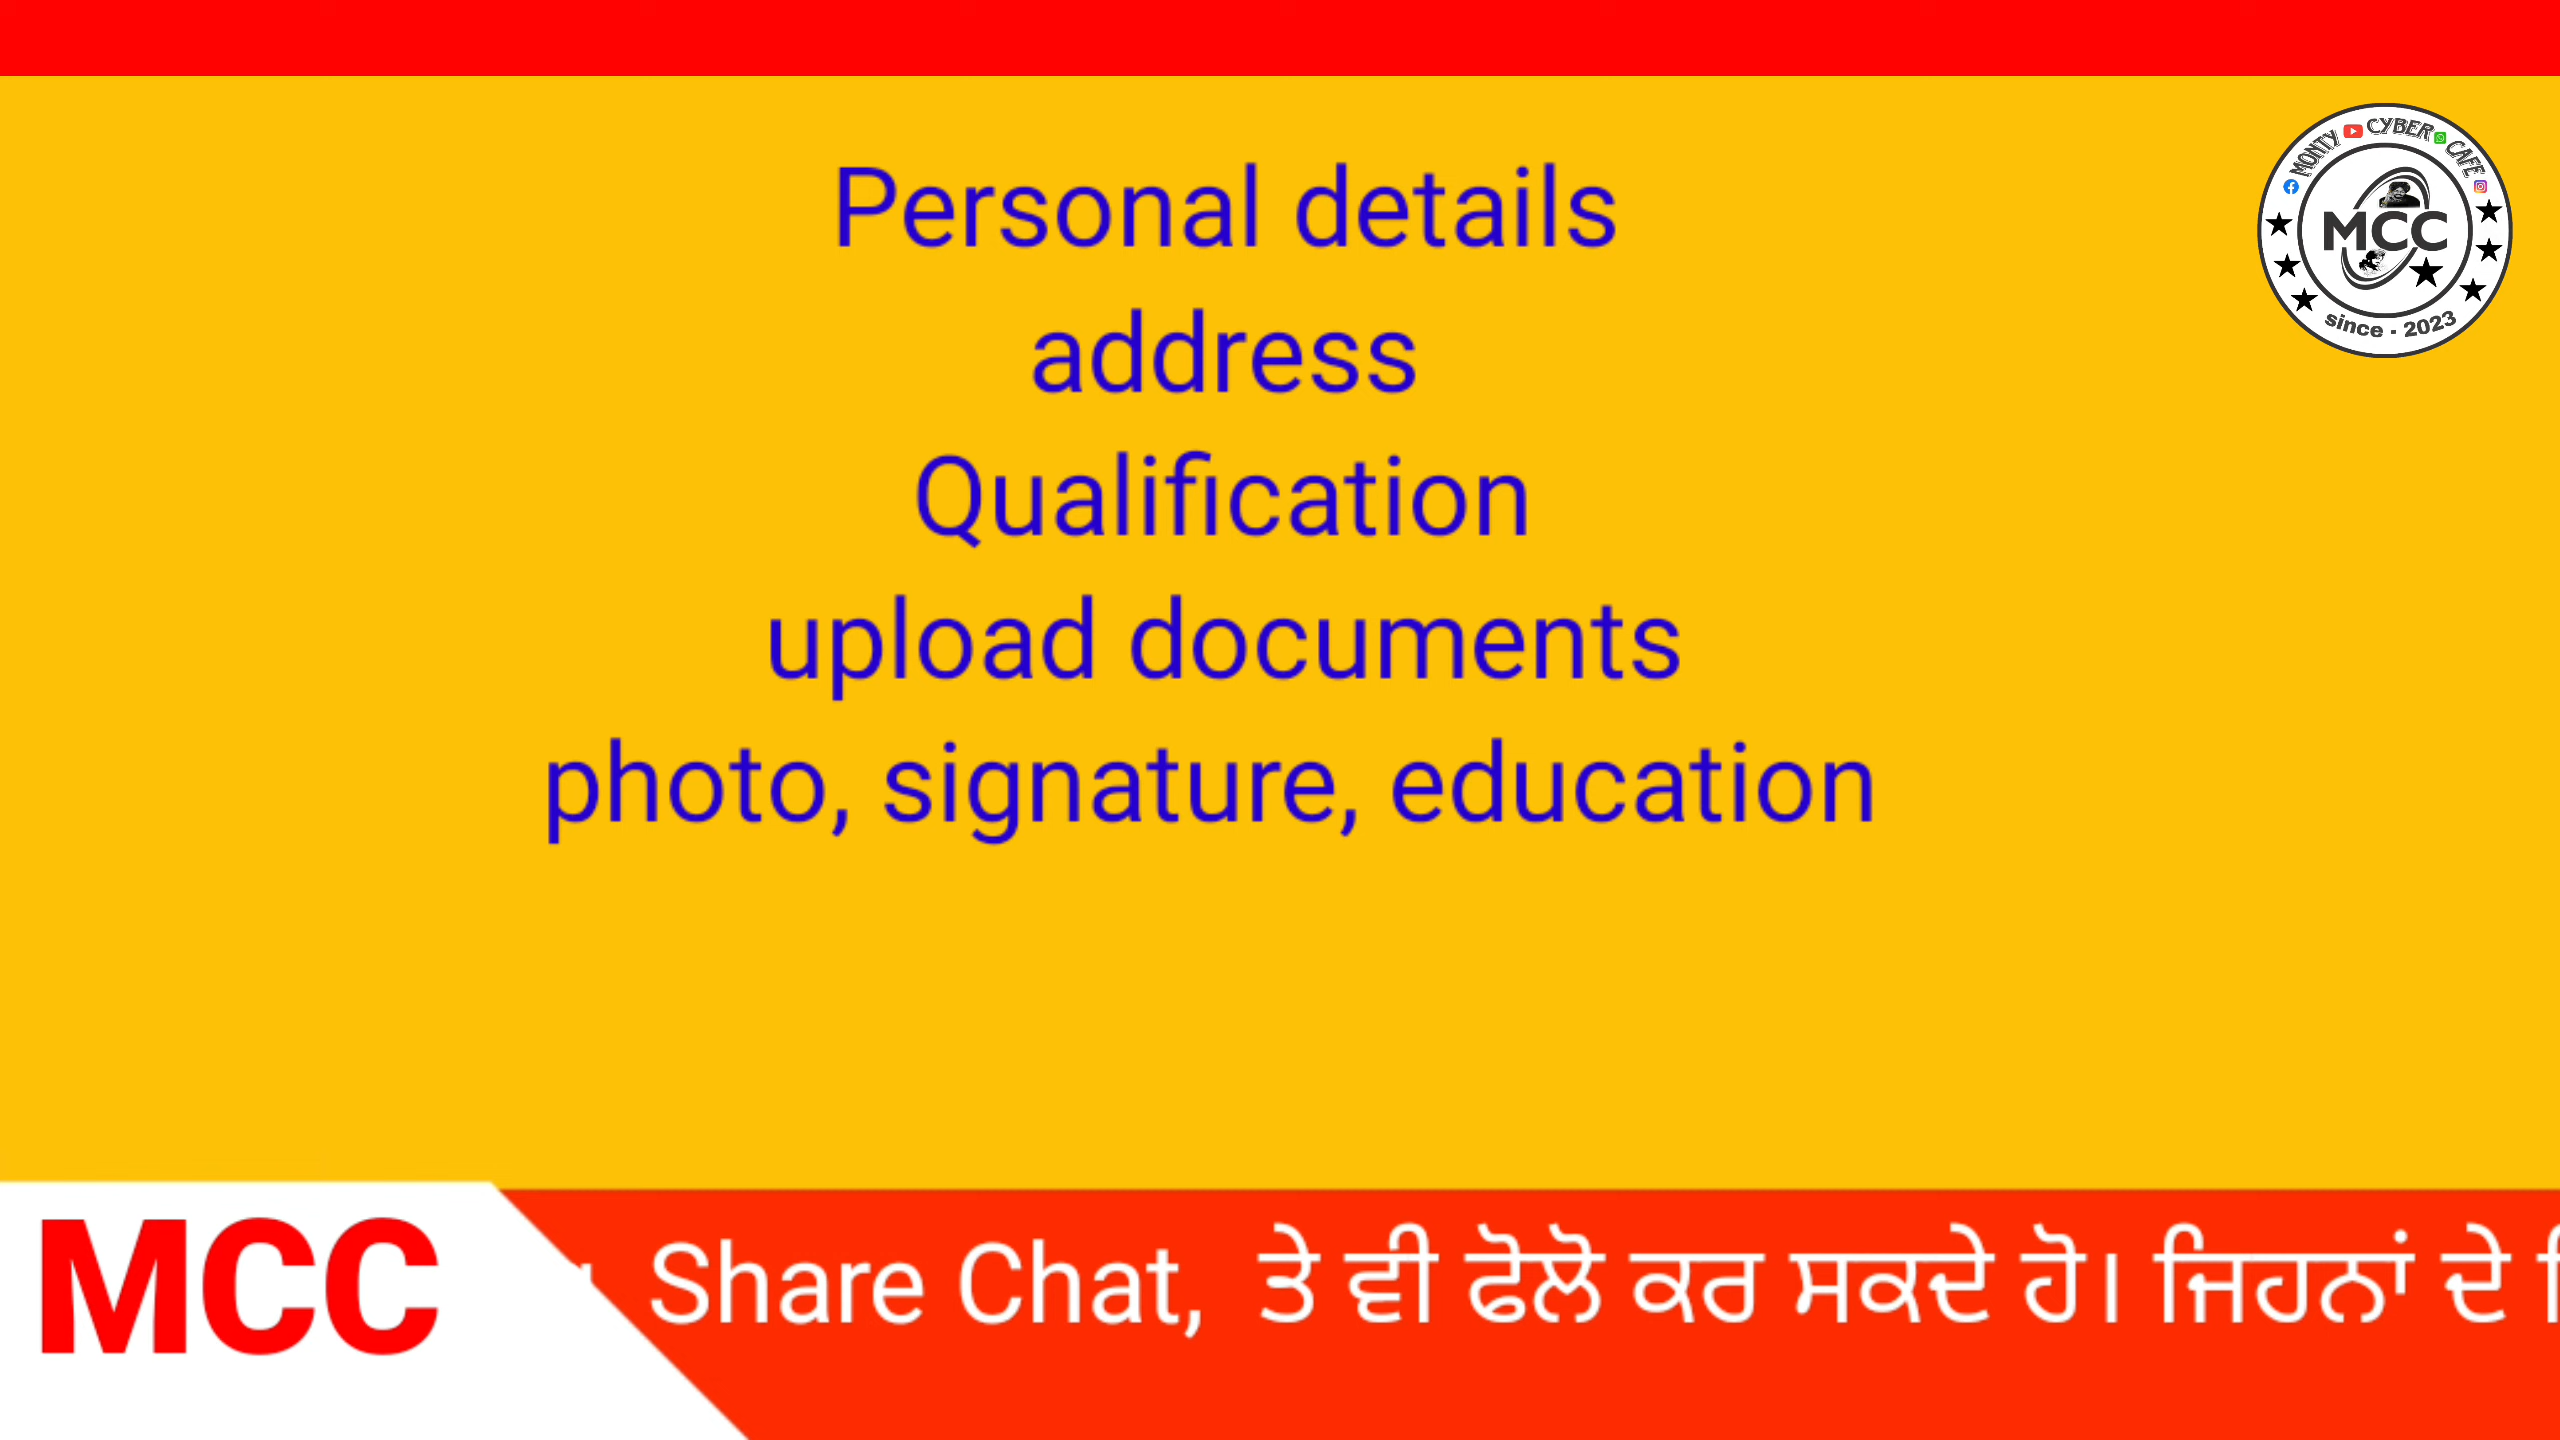 MONTY CYBER CAFE
MCC
since - 2023
Personal details
address
Qualification
upload documents
photo, signature, education
MCC
Share Chat, ਤੇ ਵੀ ਫੋਲੋ ਕਰ ਸਕਦੇ ਹੋ। ਜਿਹਨਾਂ ਦੇ